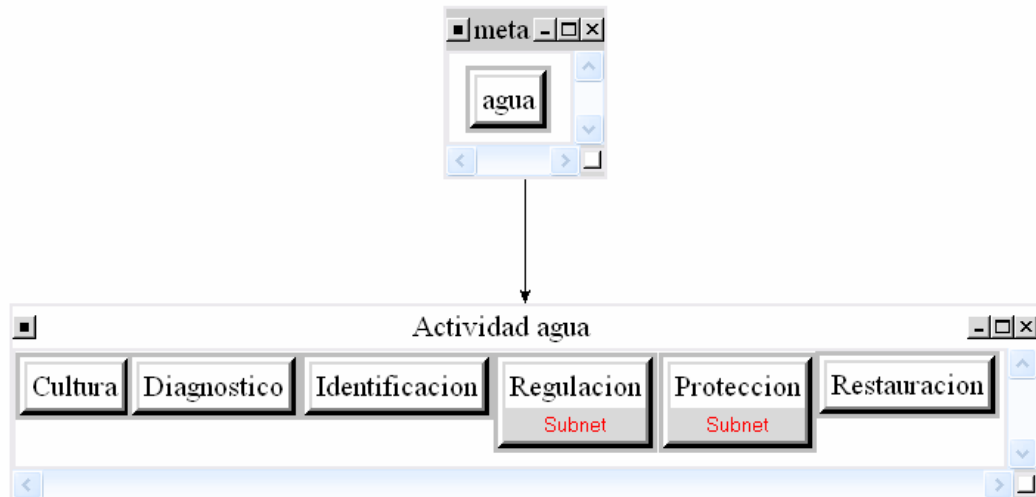 meta
agua
Actividad agua
Cultura Diagnostico Identificacion Regulacion Proteccion Restauracion
Subnet Subnet